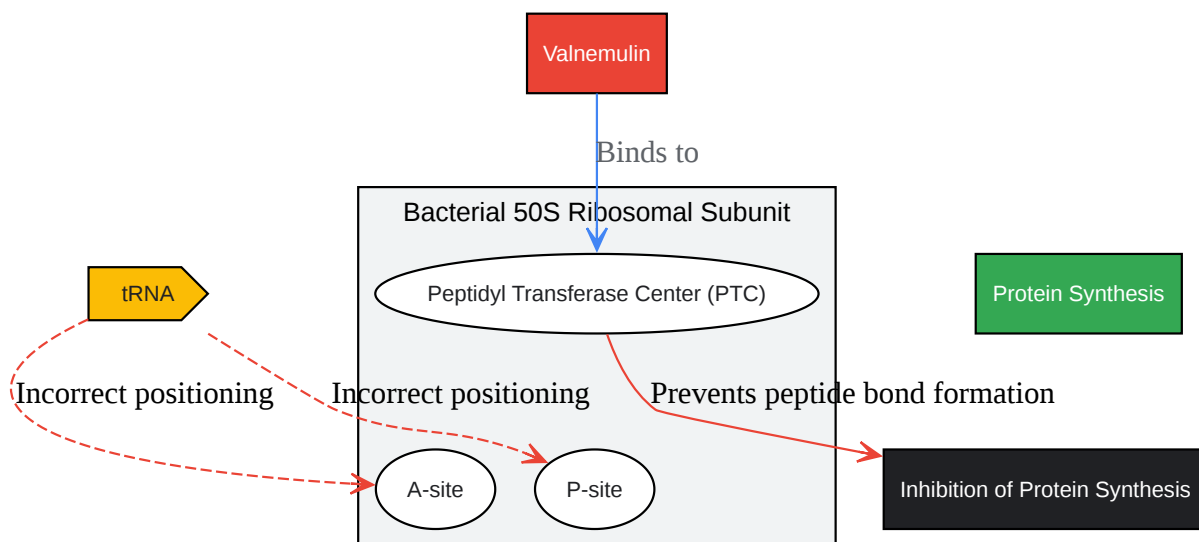 Valnemulin
Binds to
Bacterial 50S Ribosomal Subunit
tRNA
Peptidyl Transferase Center (PTC)
Protein Synthesis
Incorrect positioning
Incorrect positioning
Prevents peptide bond formation
A-site
P-site
Inhibition of Protein Synthesis